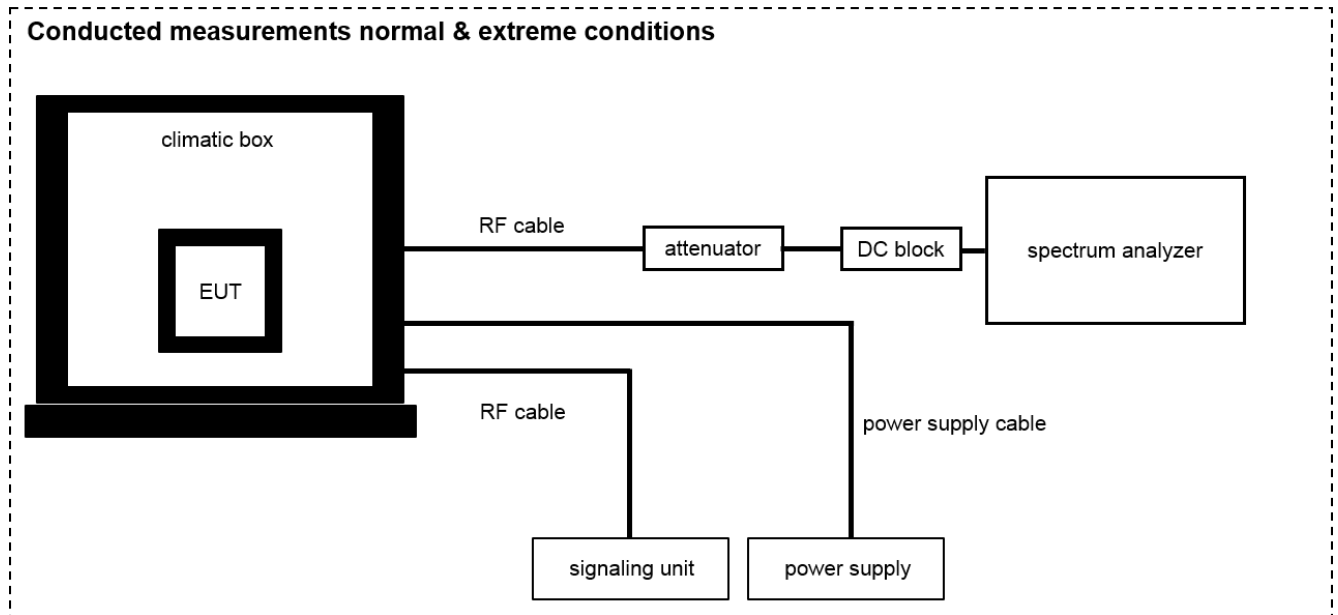 Conducted measurements normal & extreme conditions
climatic box
RF cable
attenuator
DC block
spectrum analyzer
EUT
RF cable
power supply cable
signaling unit
power supply